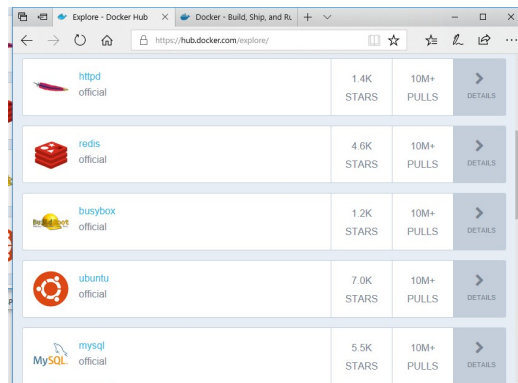 Explore - Docker Hub
Docker - Build, Ship, and Ru
https://hub.docker.com/explore/
httpd
official
1.4K
STARS
10M+
PULLS
DETAILS
redis
official
4.6K
STARS
10M+
PULLS
DETAILS
busybox
official
1.2K
STARS
10M+
PULLS
DETAILS
ubuntu
official
7.0K
STARS
10M+
PULLS
DETAILS
MySQL
mysql
official
5.5K
STARS
10M+
PULLS
DETAILS